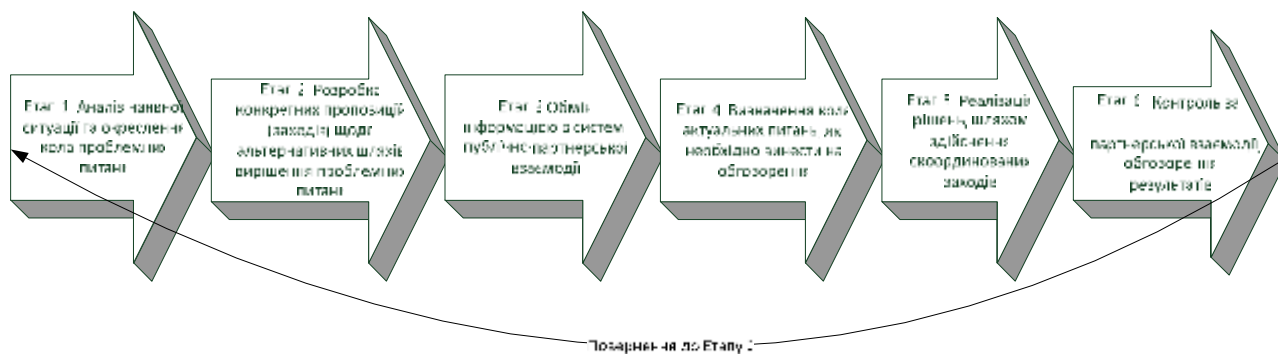 Етап 1. Аналіз наявної
ситуації та окреслення
кола проблемних
питань
Етап 2. Розробка
конкретних пропозицій
(заходів) щодо
альтернативних шляхів
вирішення проблемних
питань
Етап 3 Обмін
інформацією в системі
публічно-партнерської
взаємодії
Етап 4. Визначення кола
актуальних питань, які
необхідно винести на
обговорення
Етап 5. Реалізація
рішень, шляхом
здійснення
скоординованих
заходів
Етап 6. Контроль за
партнерської взаємодії,
обговорення
результатів
Повернення до Етапу